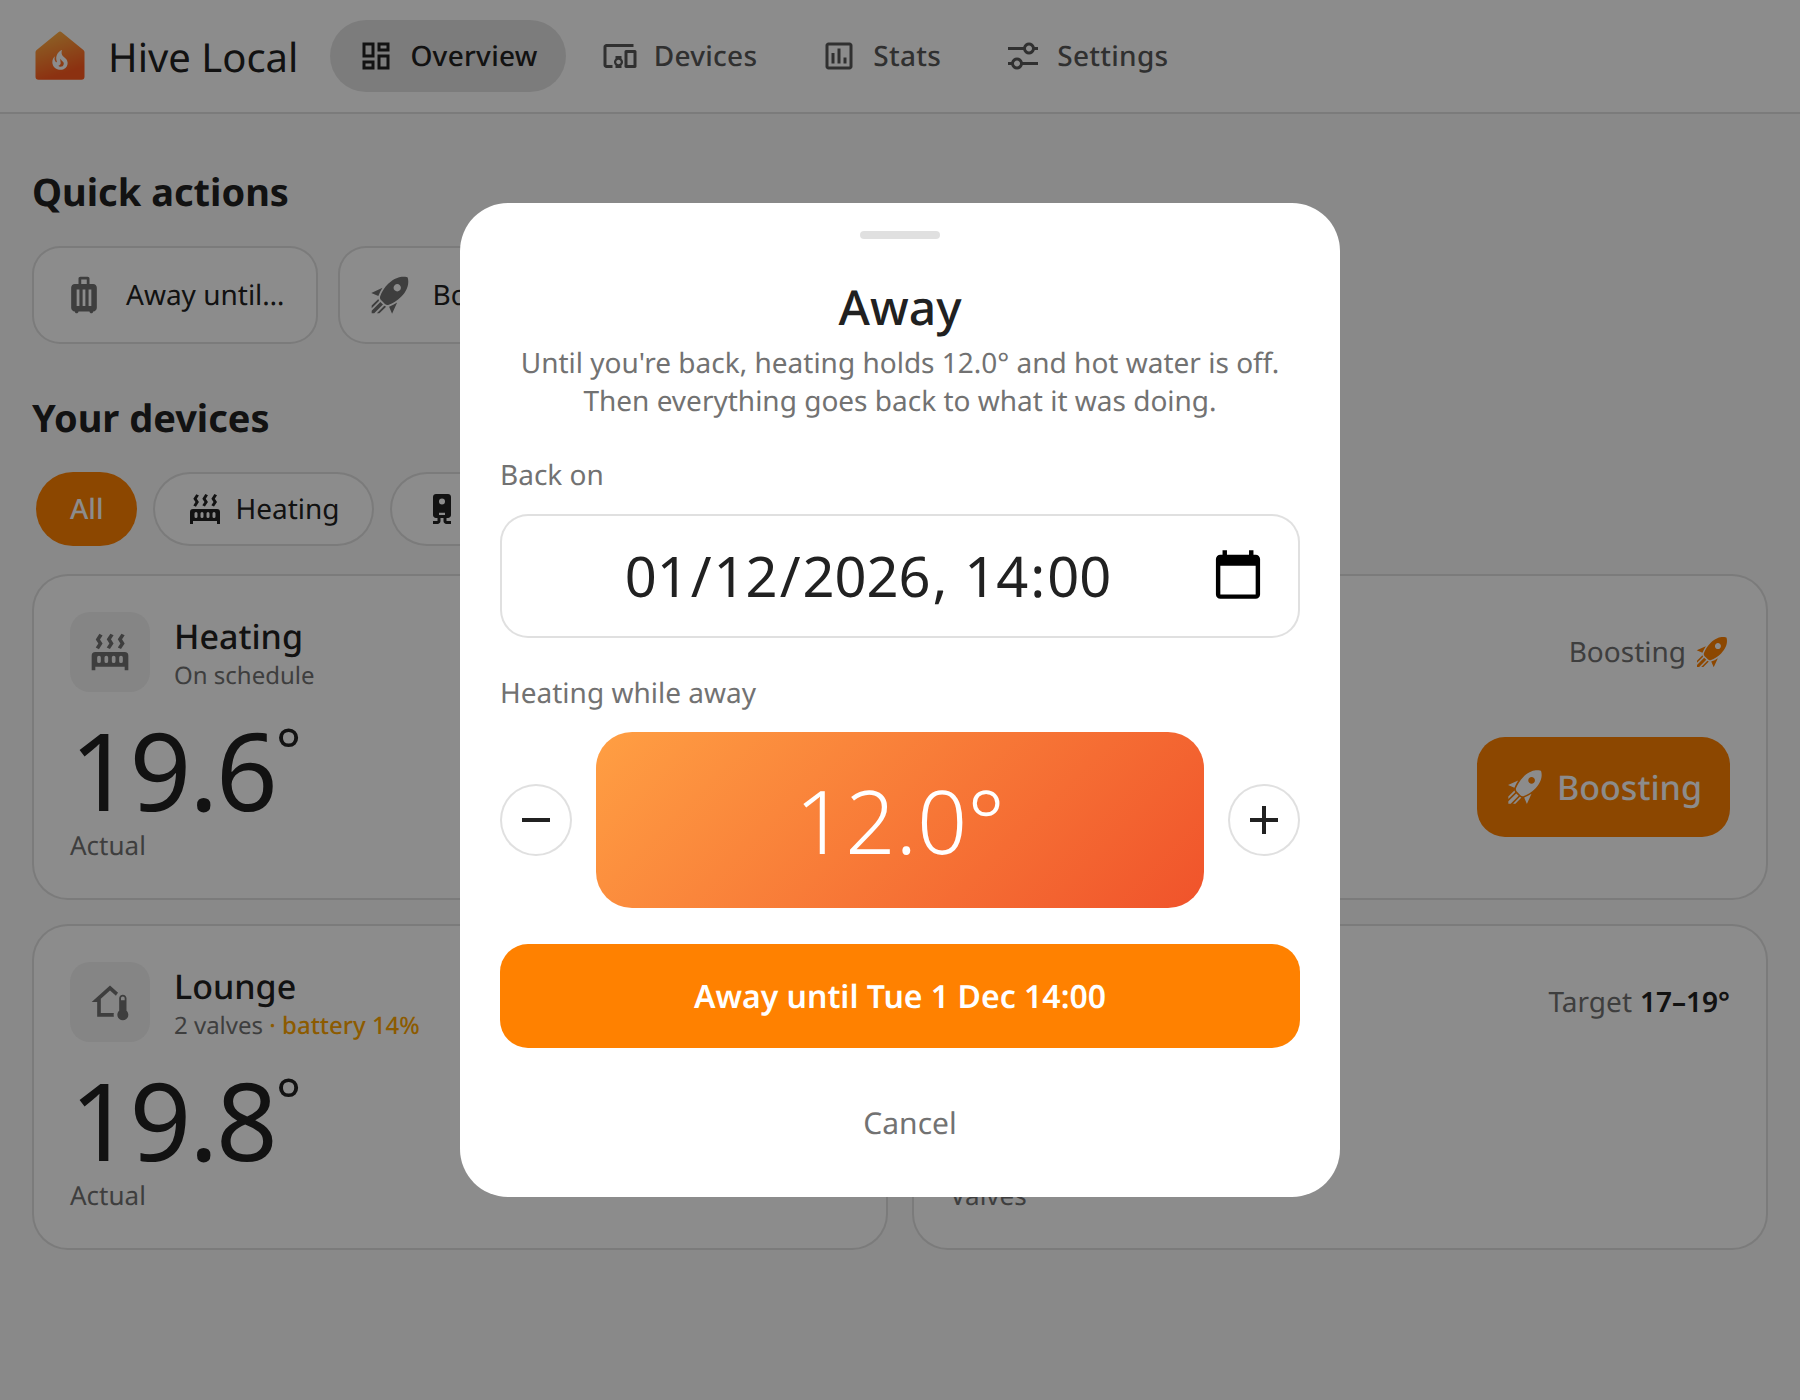 Hive Local
Overview
Devices
Stats
Settings
Quick actions
Away until...
Your devices
All
Heating
Heating
On schedule
19.6°
Actual
Boosting
Boosting
Lounge
2 valves · battery 14%
19.8°
Actual
Target 17–19°
Valves
Away
Until you're back, heating holds 12.0° and hot water is off.
Then everything goes back to what it was doing.
Back on
01/12/2026, 14:00
Heating while away
12.0°
Away until Tue 1 Dec 14:00
Cancel